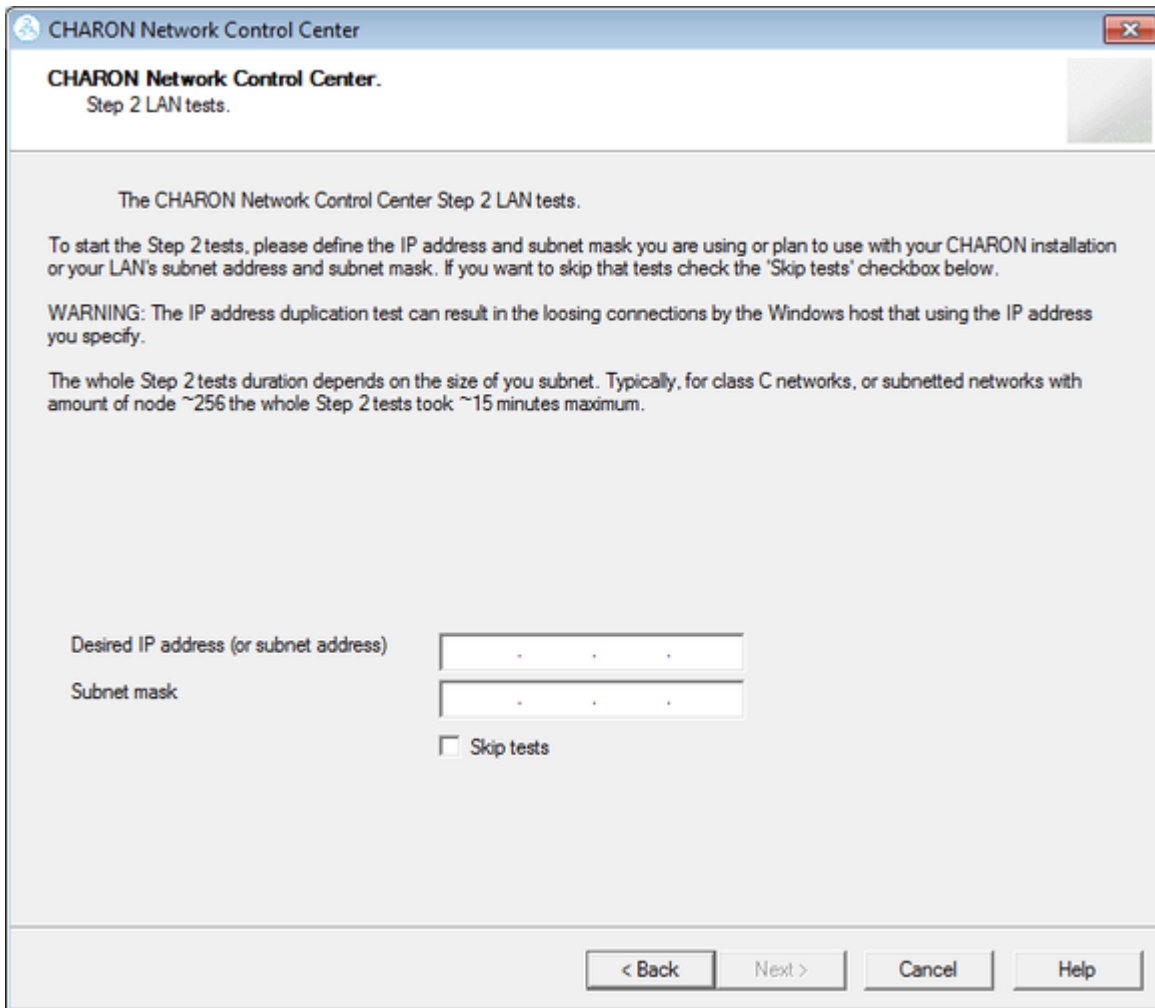 CHARON Network Control Center
CHARON Network Control Center.
Step 2 LAN tests.
The CHARON Network Control Center Step 2 LAN tests.
To start the Step 2 tests, please define the IP address and subnet mask you are using or plan to use with your CHARON installation
or your LAN's subnet address and subnet mask. If you want to skip that tests check the 'Skip tests' checkbox below.
WARNING: The IP address duplication test can result in the loosing connections by the Windows host that using the IP address
you specify.
The whole Step 2 tests duration depends on the size of you subnet. Typically, for class C networks, or subnetted networks with
amount of node ~256 the whole Step 2 tests took ~15 minutes maximum.
Desired IP address (or subnet address) . . .
Subnet mask . . .
Skip tests
< Back Next > Cancel Help